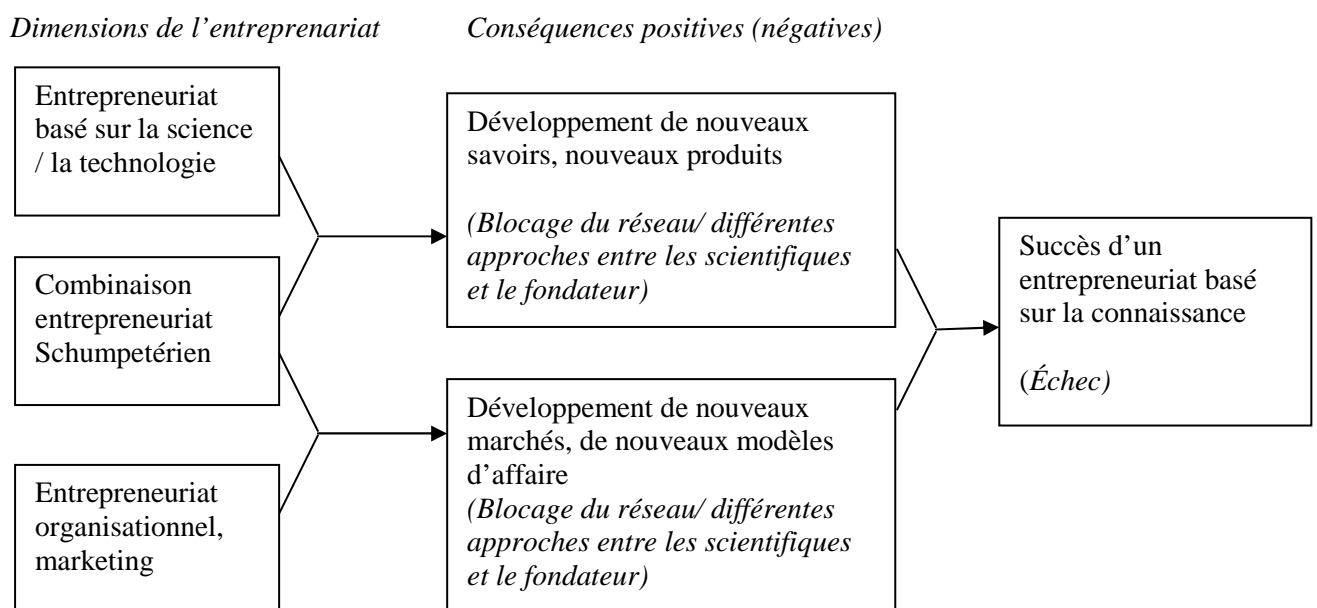 Dimensions de l’entreprenariat
Conséquences positives (négatives)
Entrepreneuriat
basé sur la science
/ la technologie
Combinaison
entrepreneuriat
Schumpetérien
Entrepreneuriat
organisationnel,
marketing
Développement de nouveaux
savoirs, nouveaux produits
(Blocage du réseau/ différentes
approches entre les scientifiques
et le fondateur)
Développement de nouveaux
marchés, de nouveaux modèles
d’affaire
(Blocage du réseau/ différentes
approches entre les scientifiques
et le fondateur)
Succès d’un
entrepreneuriat basé
sur la connaissance
(Échec)